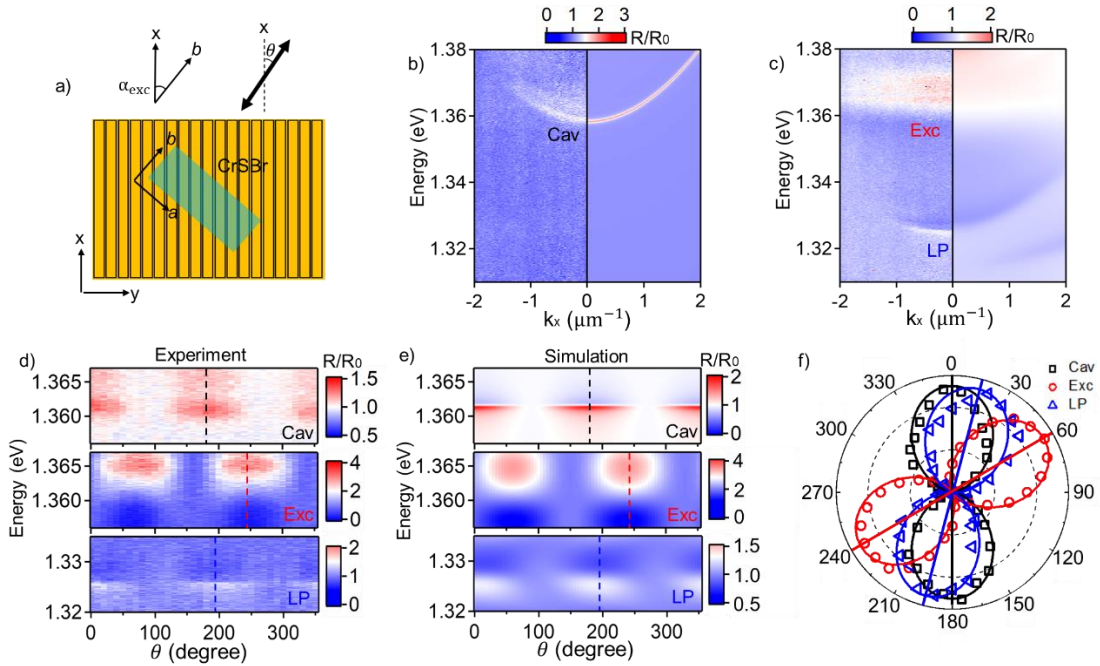 a)
x
b
α_exc
x
θ
CrSBr
b
a
x
y
b)
0 1 2 3
R/R₀
1.38
1.36
1.34
1.32
Energy (eV)
Cav
-2 -1 0 1 2
kₓ (μm⁻¹)
c)
0 1 2
R/R₀
1.38
1.36
1.34
1.32
Energy (eV)
Exc
LP
-2 -1 0 1 2
kₓ (μm⁻¹)
d)
Experiment
R/R₀
1.365
1.360
Cav
1.5
1.0
0.5
Energy (eV)
1.365
1.360
Exc
4
2
0
1.33
1.32
LP
2
1
0
0 100 200 300
θ (degree)
e)
Simulation
R/R₀
1.365
1.360
Cav
2
1
0
Energy (eV)
1.365
1.360
Exc
4
2
0
1.33
1.32
LP
1.5
1.0
0.5
0 100 200 300
θ (degree)
f)
0
30
60
90
120
150
180
210
240
270
300
330
Cav
Exc
LP